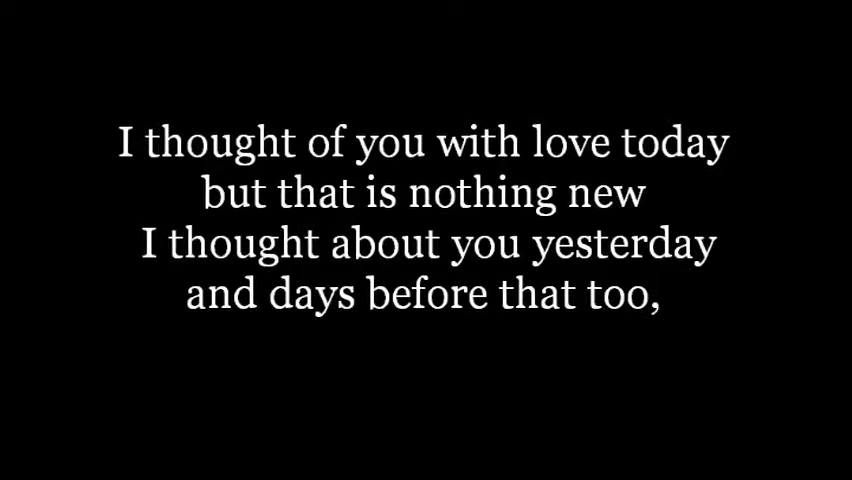 I thought of you with love today
but that is nothing new
I thought about you yesterday
and days before that too,